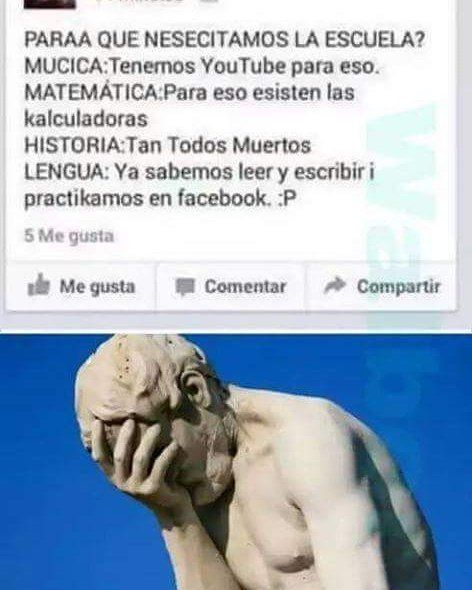 PARAA QUE NESECITAMOS LA ESCUELA?
MUCICA:Tenemos YouTube para eso.
MATEMÁTICA:Para eso esisten las
kalculadoras
HISTORIA:Tan Todos Muertos
LENGUA: Ya sabemos leer y escribir i
practikamos en facebook. :P
5 Me gusta
Me gusta Comentar Compartir